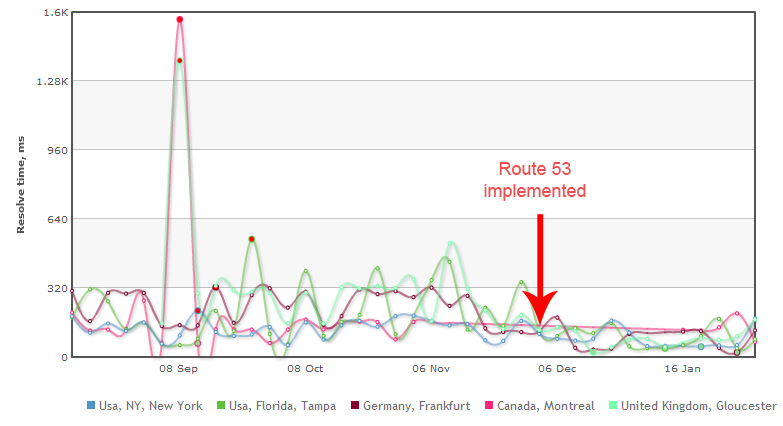 1.6K
1.28K
960
640
320
0
Resolve time, ms
Route 53
implemented
08 Sep
08 Oct
06 Nov
06 Dec
16 Jan
Usa, NY, New York
Usa, Florida, Tampa
Germany, Frankfurt
Canada, Montreal
United Kingdom, Gloucester